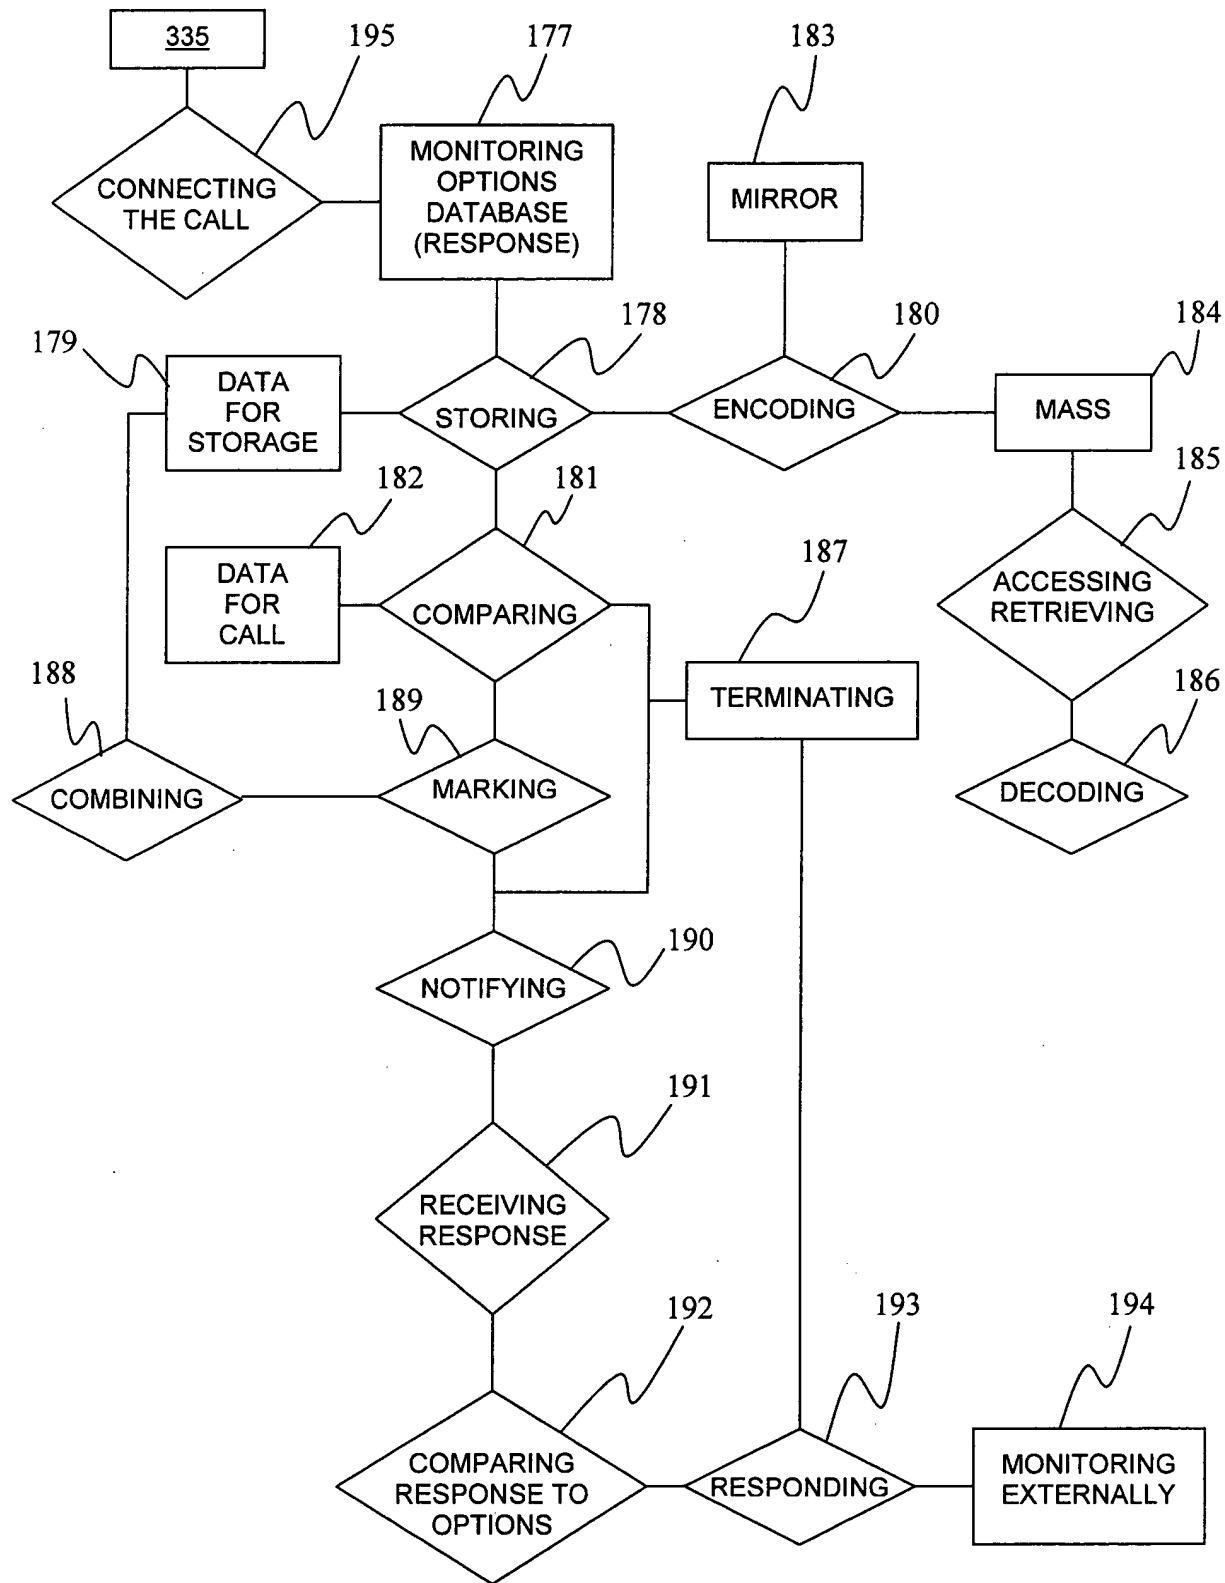 335
195
177
183
CONNECTING
THE CALL
MONITORING
OPTIONS
DATABASE
(RESPONSE)
MIRROR
179
178
180
184
DATA
FOR
STORAGE
STORING
ENCODING
MASS
182
181
185
DATA
FOR
CALL
COMPARING
187
ACCESSING
RETRIEVING
188
189
TERMINATING
186
COMBINING
MARKING
DECODING
190
NOTIFYING
191
RECEIVING
RESPONSE
192
193
194
COMPARING
RESPONSE TO
OPTIONS
RESPONDING
MONITORING
EXTERNALLY